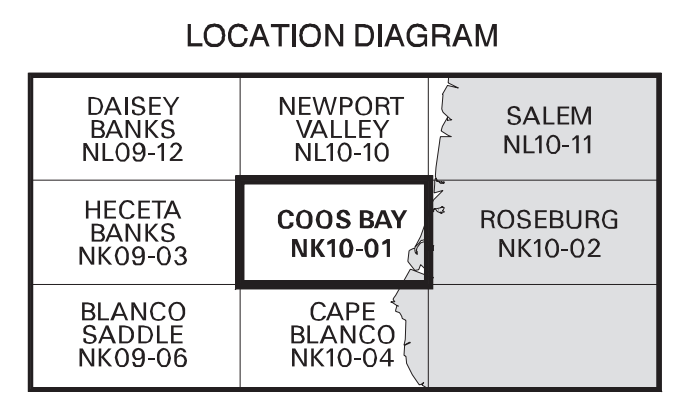 LOCATION DIAGRAM
DAISEY
BANKS
NL09-12
NEWPORT
VALLEY
NL10-10
SALEM
NL10-11
HECETA
BANKS
NK09-03
COOS BAY
NK10-01
ROSEBURG
NK10-02
BLANCO
SADDLE
NK09-06
CAPE
BLANCO
NK10-04